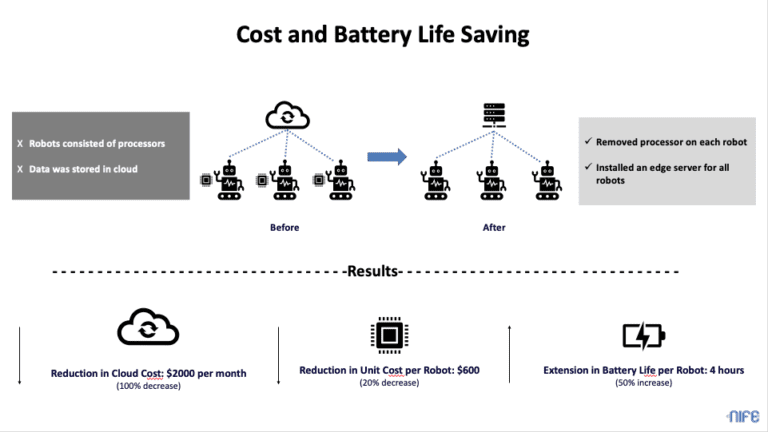 Cost and Battery Life Saving
X Robots consisted of processors
X Data was stored in cloud
Before
After
✓ Removed processor on each robot
✓ Installed an edge server for all
robots
Results
Reduction in Cloud Cost: $2000 per month
(100% decrease)
Reduction in Unit Cost per Robot: $600
(20% decrease)
Extension in Battery Life per Robot: 4 hours
(50% increase)
NIFE